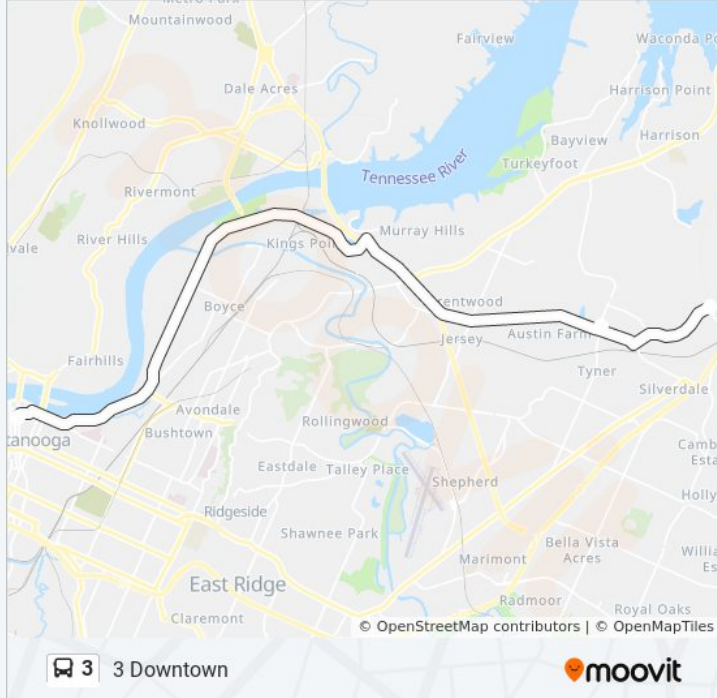 Metro Park
Mountainwood
Fairview
Waconda Po
Dale Acres
Harrison Point
Knollwood
Harrison
Bayview
Turkeyfoot
Tennessee River
Rivermont
vale
River Hills
Kings Poi
Murray Hills
Boyce
rentwood
Jersey
Austin Farm
Fairhills
Tyner
Silverdale
Avondale
tanooga
Bushtown
Rollingwood
Camb
Esta
Eastdale
Talley Place
Shepherd
Holly
Ridgeside
Shawnee Park
Bella Vista
Acres
Marimont
Willia
Es
East Ridge
Radmoor
Royal Oaks
Claremont
© OpenStreetMap contributors | © OpenMapTiles
3 3 Downtown
moovit